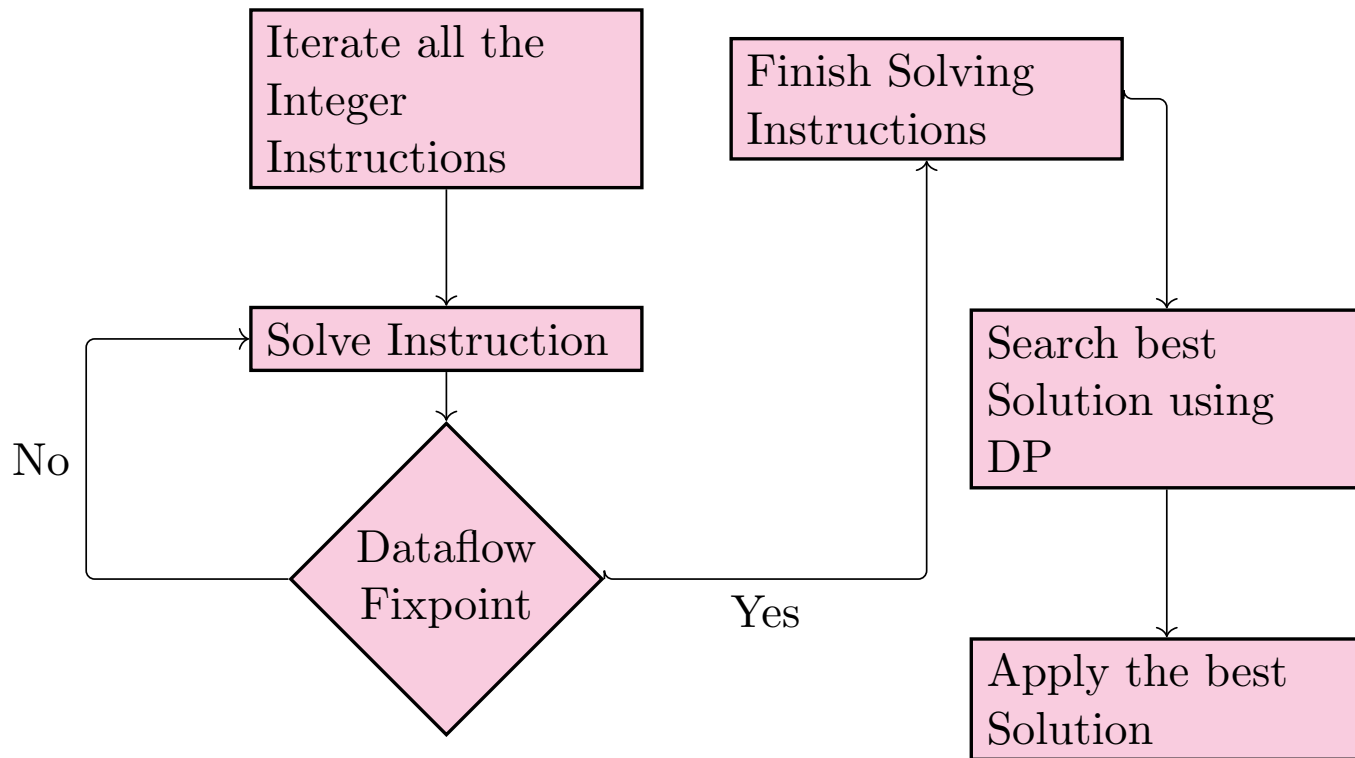 Iterate all the
Integer
Instructions
Solve Instruction
No
Dataflow
Fixpoint
Yes
Finish Solving
Instructions
Search best
Solution using
DP
Apply the best
Solution